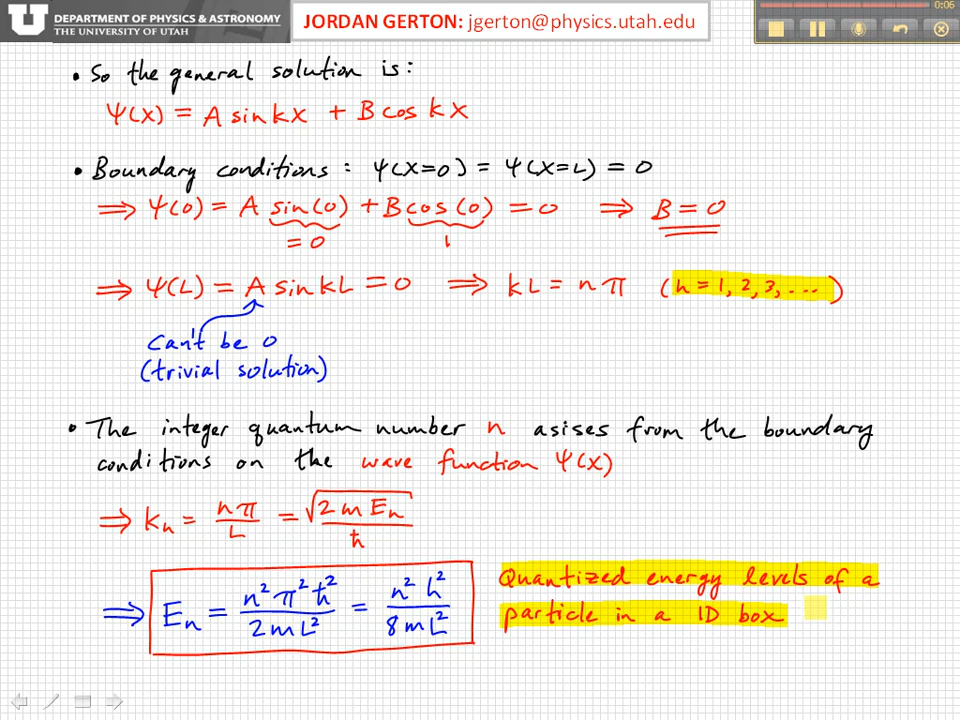 U DEPARTMENT OF PHYSICS & ASTRONOMY
THE UNIVERSITY OF UTAH
JORDAN GERTON: jgerton@physics.utah.edu
0:06
• So the general solution is:
ψ(x) = A sin kx + B cos kx
• Boundary conditions: ψ(x=0) = ψ(x=L) = 0
⇒ ψ(0) = A sin(0) + B cos(0) = 0 ⇒ B = 0
= 0 1
⇒ ψ(L) = A sin kL = 0 ⇒ kL = nπ (n = 1, 2, 3, ...)
Can't be 0
(trivial solution)
• The integer quantum number n asises from the boundary
conditions on the wave function ψ(x)
⇒ kₙ = nπ/L = √(2mEₙ)/ħ
⇒ Eₙ = n²π²ħ²/2mL² = n²h²/8mL²
Quantized energy levels of a
particle in a 1D box